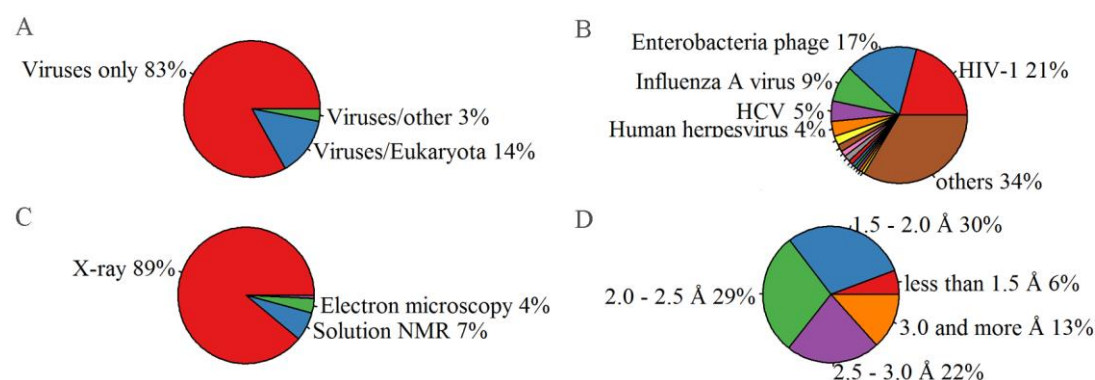 A
Viruses only 83%
Viruses/other 3%
Viruses/Eukaryota 14%
B
Enterobacteria phage 17%
HIV-1 21%
Influenza A virus 9%
HCV 5%
Human herpesvirus 4%
others 34%
C
X-ray 89%
Electron microscopy 4%
Solution NMR 7%
D
1.5 - 2.0 Å 30%
less than 1.5 Å 6%
2.0 - 2.5 Å 29%
3.0 and more Å 13%
2.5 - 3.0 Å 22%